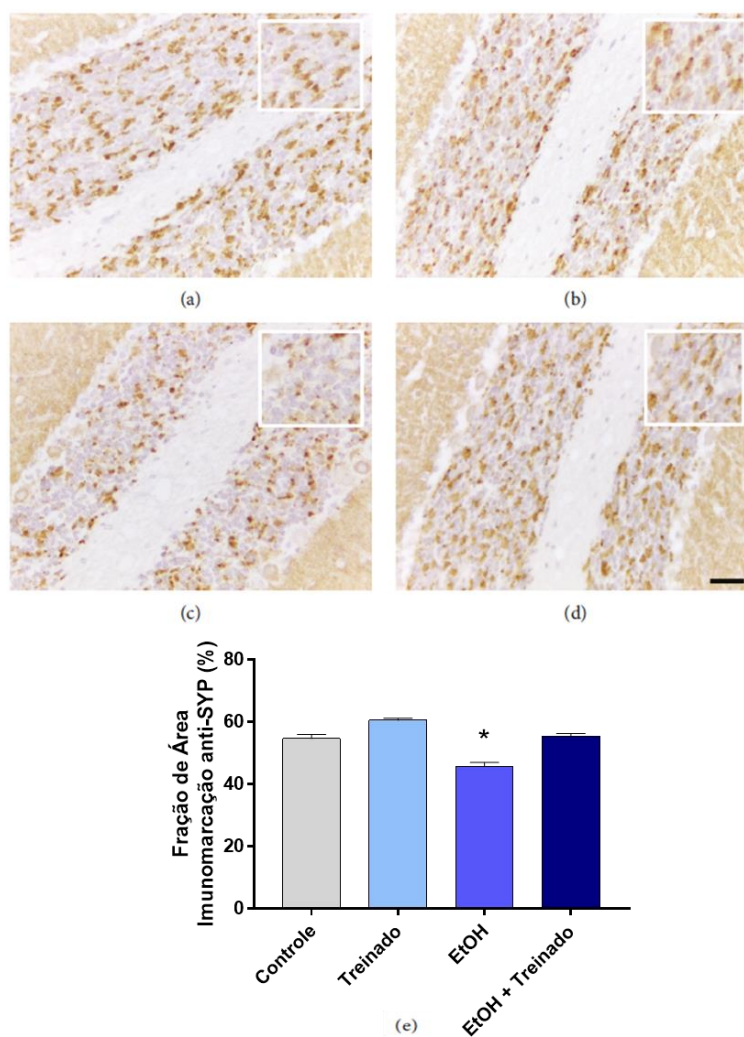 (a)
(b)
(c)
(d)
Fração de Área
Imunomarcação anti-SYP (%)
80
60
40
20
0
*
Controle
Treinado
EtOH
EtOH + Treinado
(e)